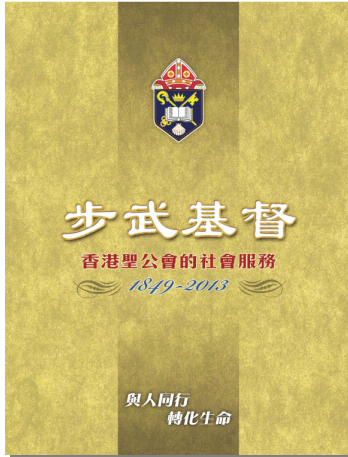 步武基督
香港聖公會的社會服務
1849-2013
與人同行
轉化生命